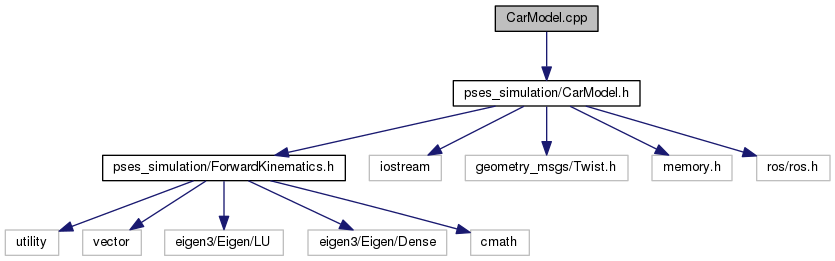 CarModel.cpp
pses_simulation/CarModel.h
pses_simulation/ForwardKinematics.h
iostream
geometry_msgs/Twist.h
memory.h
ros/ros.h
utility
vector
eigen3/Eigen/LU
eigen3/Eigen/Dense
cmath